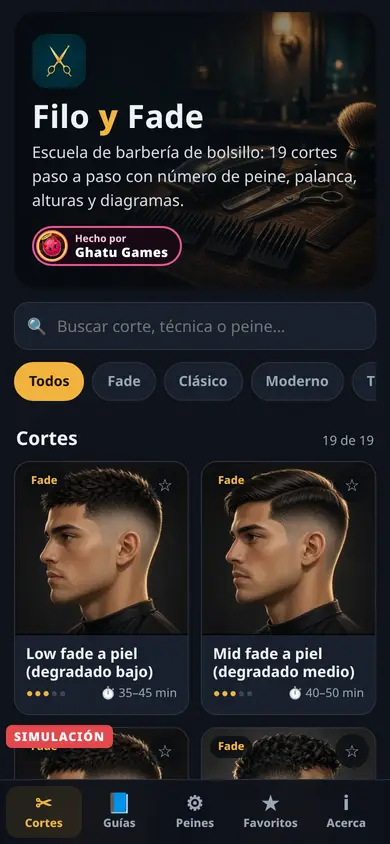 Filo y Fade
Escuela de barbería de bolsillo: 19 cortes
paso a paso con número de peine, palanca,
alturas y diagramas.
Hecho por
Ghatu Games
Buscar corte, técnica o peine...
Todos
Fade
Clásico
Moderno
T
Cortes
19 de 19
Fade
Fade
Low fade a piel
(degradado bajo)
35–45 min
Mid fade a piel
(degradado medio)
40–50 min
SIMULACIÓN
Fade
Cortes
Guías
Peines
Favoritos
Acerca